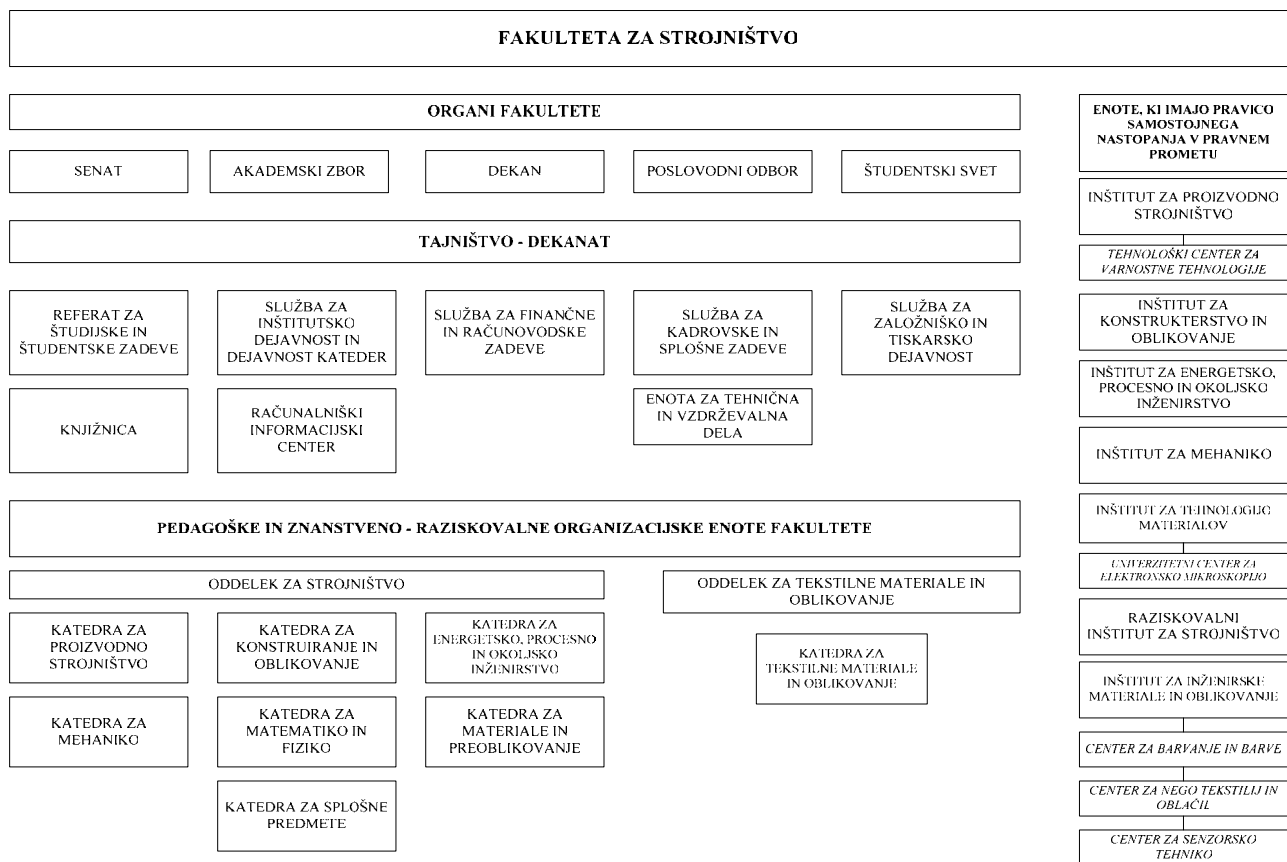 FAKULTETA ZA STROJNIŠTVO
ORGANI FAKULTETE
SENAT
AKADEMSKI ZBOR
DEKAN
POSLOVODNI ODBOR
ŠTUDENTSKI SVET
TAJNIŠTVO - DEKANAT
REFERAT ZA
ŠTUDIJSKE IN
ŠTUDENTSKE ZADEVE
SLUŽBA ZA
INŠTITUTSKO
DEJAVNOST IN
DEJAVNOST KATEDER
SLUŽBA ZA FINANČNE
IN RAČUNOVODSKE
ZADEVE
SLUŽBA ZA
KADROVSKE IN
SPLOŠNE ZADEVE
SLUŽBA ZA
ZALOŽNIŠKO IN
TISKARSKO
DEJAVNOST
KNJIŽNICA
RAČUNALNIŠKI
INFORMACIJSKI
CENTER
ENOTA ZA TEHNIČNA
IN VZDRŽEVALNA
DELA
PEDAGOŠKE IN ZNANSTVENO - RAZISKOVALNE ORGANIZACIJSKE ENOTE FAKULTETE
ODDELEK ZA STROJNIŠTVO
KATEDRA ZA
PROIZVODNO
STROJNIŠTVO
KATEDRA ZA
KONSTRUIRANJE IN
OBLIKOVANJE
KATEDRA ZA
ENERGETSKO, PROCESNO
IN OKOLJSKO
INŽENIRSTVO
KATEDRA ZA
MEHANIKO
KATEDRA ZA
MATEMATIKO IN
FIZIKO
KATEDRA ZA
MATERIALE IN
PREOBLIKOVANJE
KATEDRA ZA SPLOŠNE
PREDMETE
ODDELEK ZA TEKSTILNE MATERIALE IN
OBLIKOVANJE
KATEDRA ZA
TEKSTILNE MATERIALE
IN OBLIKOVANJE
ENOTE, KI IMAJO PRAVICO
SAMOSTOJNEGA
NASTOPANJA V PRAVNEM
PROMETU
INŠTITUT ZA PROIZVODNO
STROJNIŠTVO
TEHNOLOŠKI CENTER ZA
VARNOSTNE TEHNOLOGIJE
INŠTITUT ZA
KONSTRUKTERSTVO IN
OBLIKOVANJE
INŠTITUT ZA ENERGETSKO,
PROCESNO IN OKOLJSKO
INŽENIRSTVO
INŠTITUT ZA MEHANIKO
INŠTITUT ZA TEHNOLOGIJO
MATERIALOV
UNIVERZITETNI CENTER ZA
ELEKTRONSKO MIKROSKOPIJO
RAZISKOVALNI
INŠTITUT ZA STROJNIŠTVO
INŠTITUT ZA INŽENIRSKE
MATERIALE IN OBLIKOVANJE
CENTER ZA BARVANJE IN BARVE
CENTER ZA NEGO TEKSTILIJ IN
OBLAČIL
CENTER ZA SENZORSKO
TEHNIKO